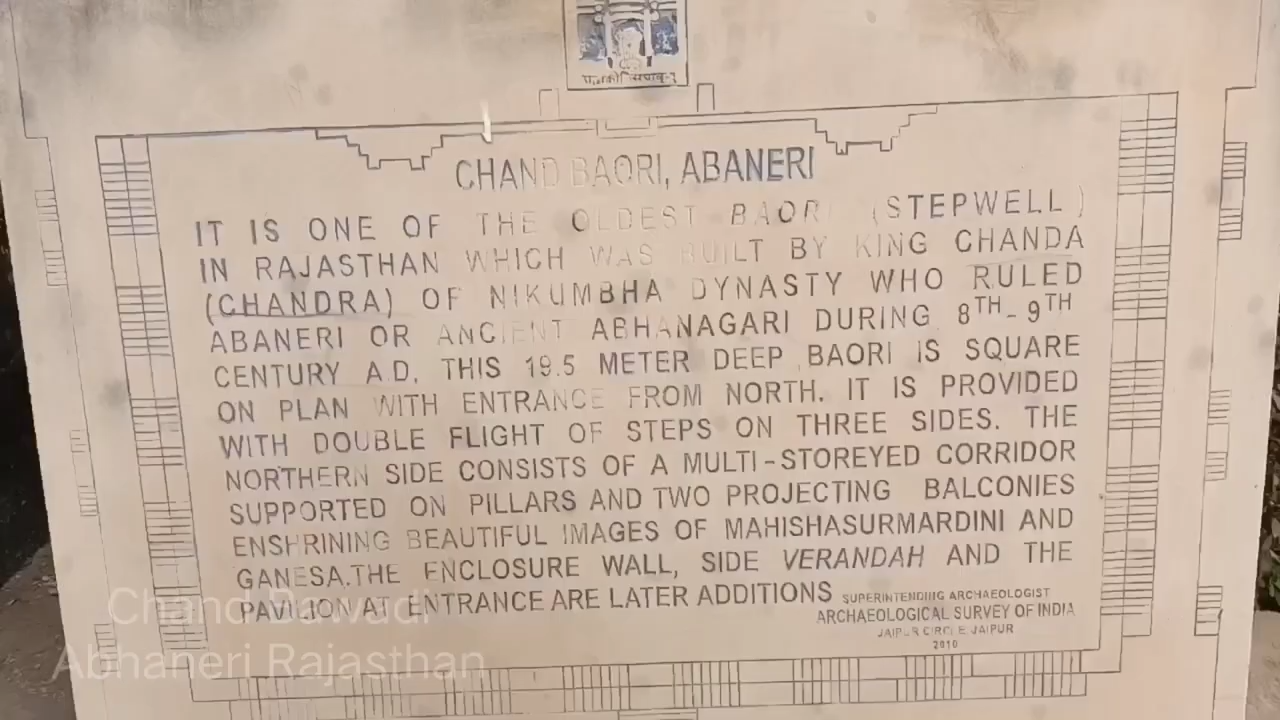 CHAND BAORI, ABANERI
IT IS ONE OF THE OLDEST BAORI (STEPWELL)
IN RAJASTHAN WHICH WAS BUILT BY KING CHANDA
(CHANDRA) OF NIKUMBHA DYNASTY WHO RULED
ABANERI OR ANCIENT ABHANAGARI DURING 8TH-9TH
CENTURY A.D. THIS 19.5 METER DEEP BAORI IS SQUARE
ON PLAN WITH ENTRANCE FROM NORTH. IT IS PROVIDED
WITH DOUBLE FLIGHT OF STEPS ON THREE SIDES. THE
NORTHERN SIDE CONSISTS OF A MULTI-STOREYED CORRIDOR
SUPPORTED ON PILLARS AND TWO PROJECTING BALCONIES
ENSHRINING BEAUTIFUL IMAGES OF MAHISHASURMARDINI AND
GANESA.THE ENCLOSURE WALL, SIDE VERANDAH AND THE
PAVILION AT ENTRANCE ARE LATER ADDITIONS
SUPERINTENDING ARCHAEOLOGIST
ARCHAEOLOGICAL SURVEY OF INDIA
JAIPUR CIRCLE, JAIPUR
2010
Chand Bawadi
Abhaneri Rajasthan